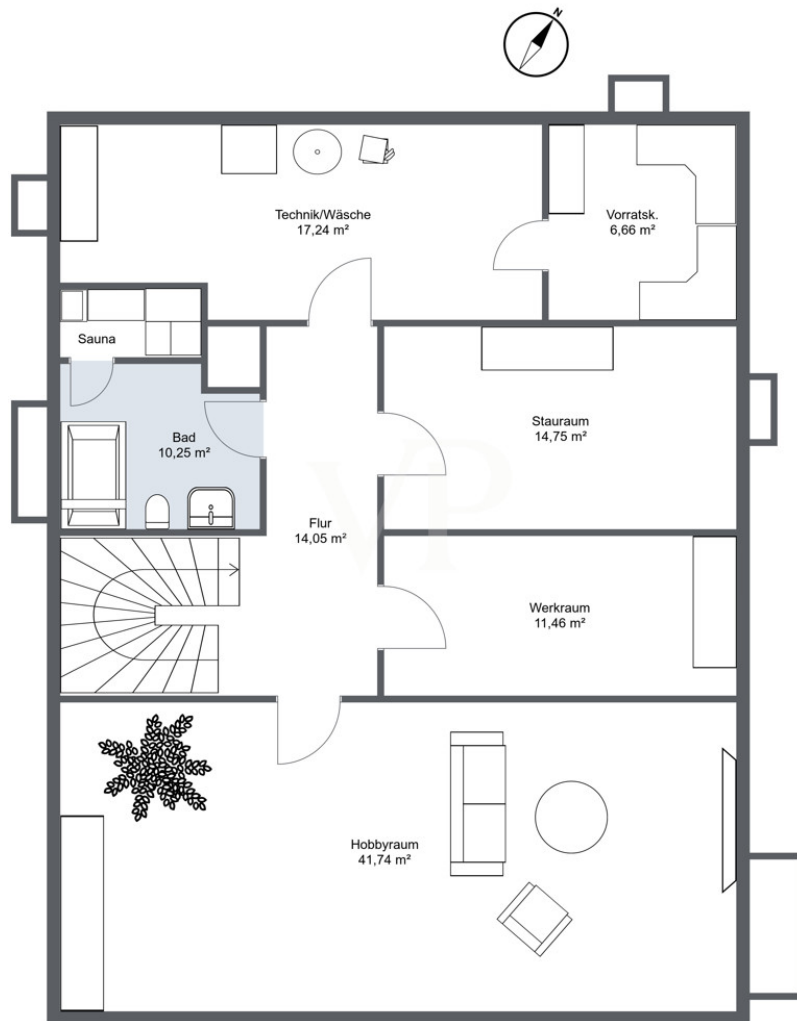 N
Technik/Wäsche
17,24 m²
Vorratsk.
6,66 m²
Sauna
Stauraum
14,75 m²
Bad
10,25 m²
Flur
14,05 m²
VP
Werkraum
11,46 m²
Hobbyraum
41,74 m²